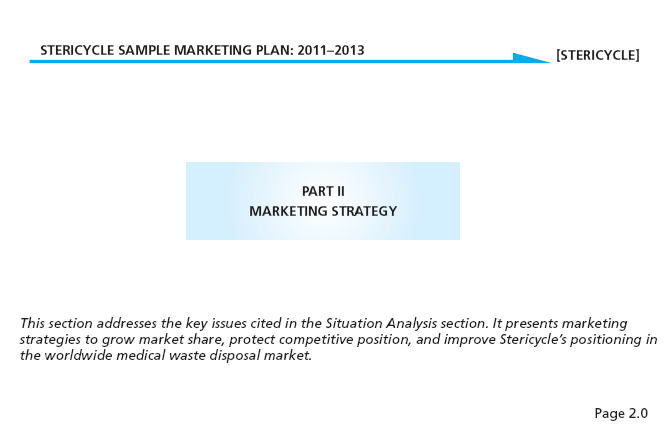 STERICYCLE SAMPLE MARKETING PLAN: 2011–2013
[STERICYCLE]
PART II
MARKETING STRATEGY
This section addresses the key issues cited in the Situation Analysis section. It presents marketing
strategies to grow market share, protect competitive position, and improve Stericycle’s positioning in
the worldwide medical waste disposal market.
Page 2.0